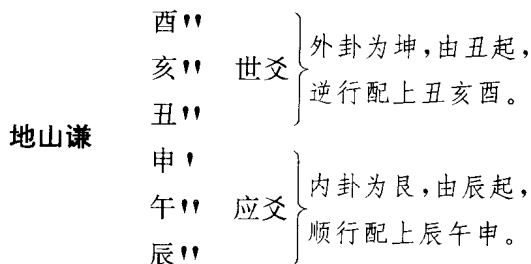 酉〃
亥〃 世爻 外卦为坤,由丑起,
丑〃 逆行配上丑亥酉。
地山谦
申′
午〃 应爻 内卦为艮,由辰起,
辰〃 顺行配上辰午申。